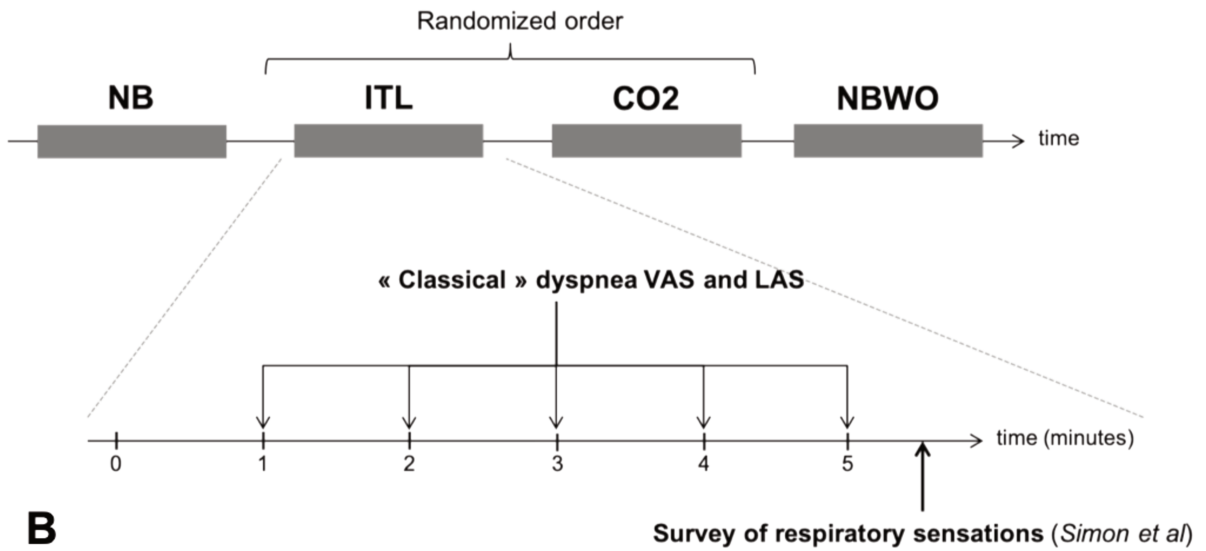 Randomized order
NB ITL CO2 NBWO
time
« Classical » dyspnea VAS and LAS
time (minutes)
0 1 2 3 4 5
B
Survey of respiratory sensations (Simon et al)